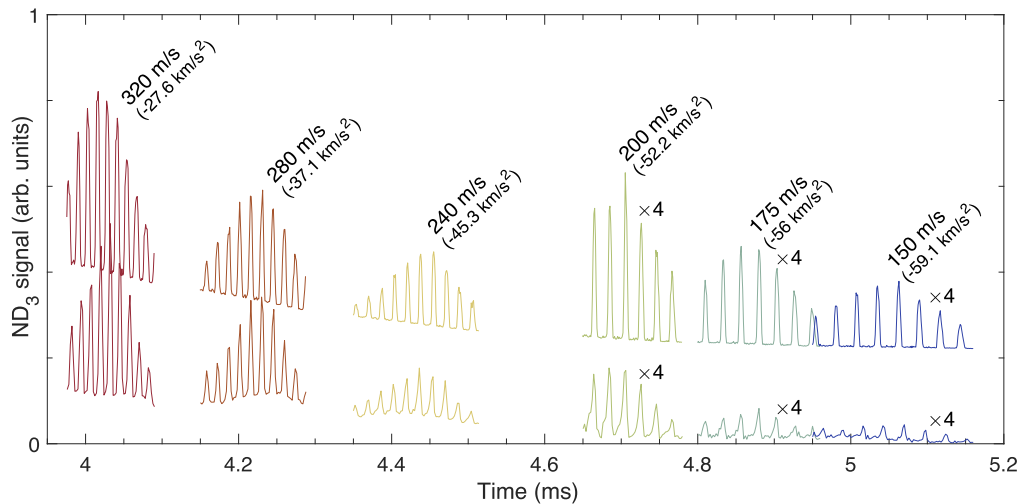 1
0
ND3 signal (arb. units)
320 m/s
(-27.6 km/s²)
280 m/s
(-37.1 km/s²)
240 m/s
(-45.3 km/s²)
200 m/s
(-52.2 km/s²)
×4
175 m/s
(-56 km/s²)
×4
150 m/s
(-59.1 km/s²)
×4
×4
×4
×4
4
4.2
4.4
4.6
4.8
5
5.2
Time (ms)